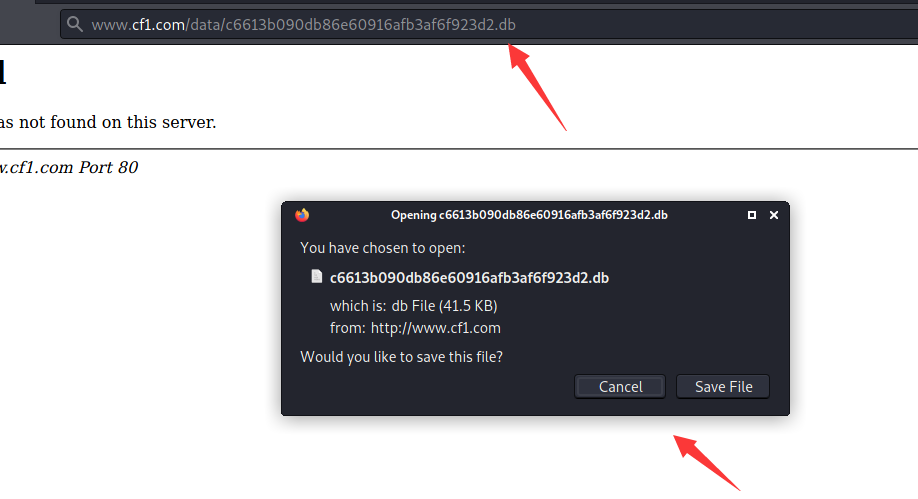 www.cf1.com/data/c6613b090db86e60916afb3af6f923d2.db
as not found on this server.
.cf1.com Port 80
Opening c6613b090db86e60916afb3af6f923d2.db
You have chosen to open:
c6613b090db86e60916afb3af6f923d2.db
which is: db File (41.5 KB)
from: http://www.cf1.com
Would you like to save this file?
Cancel
Save File